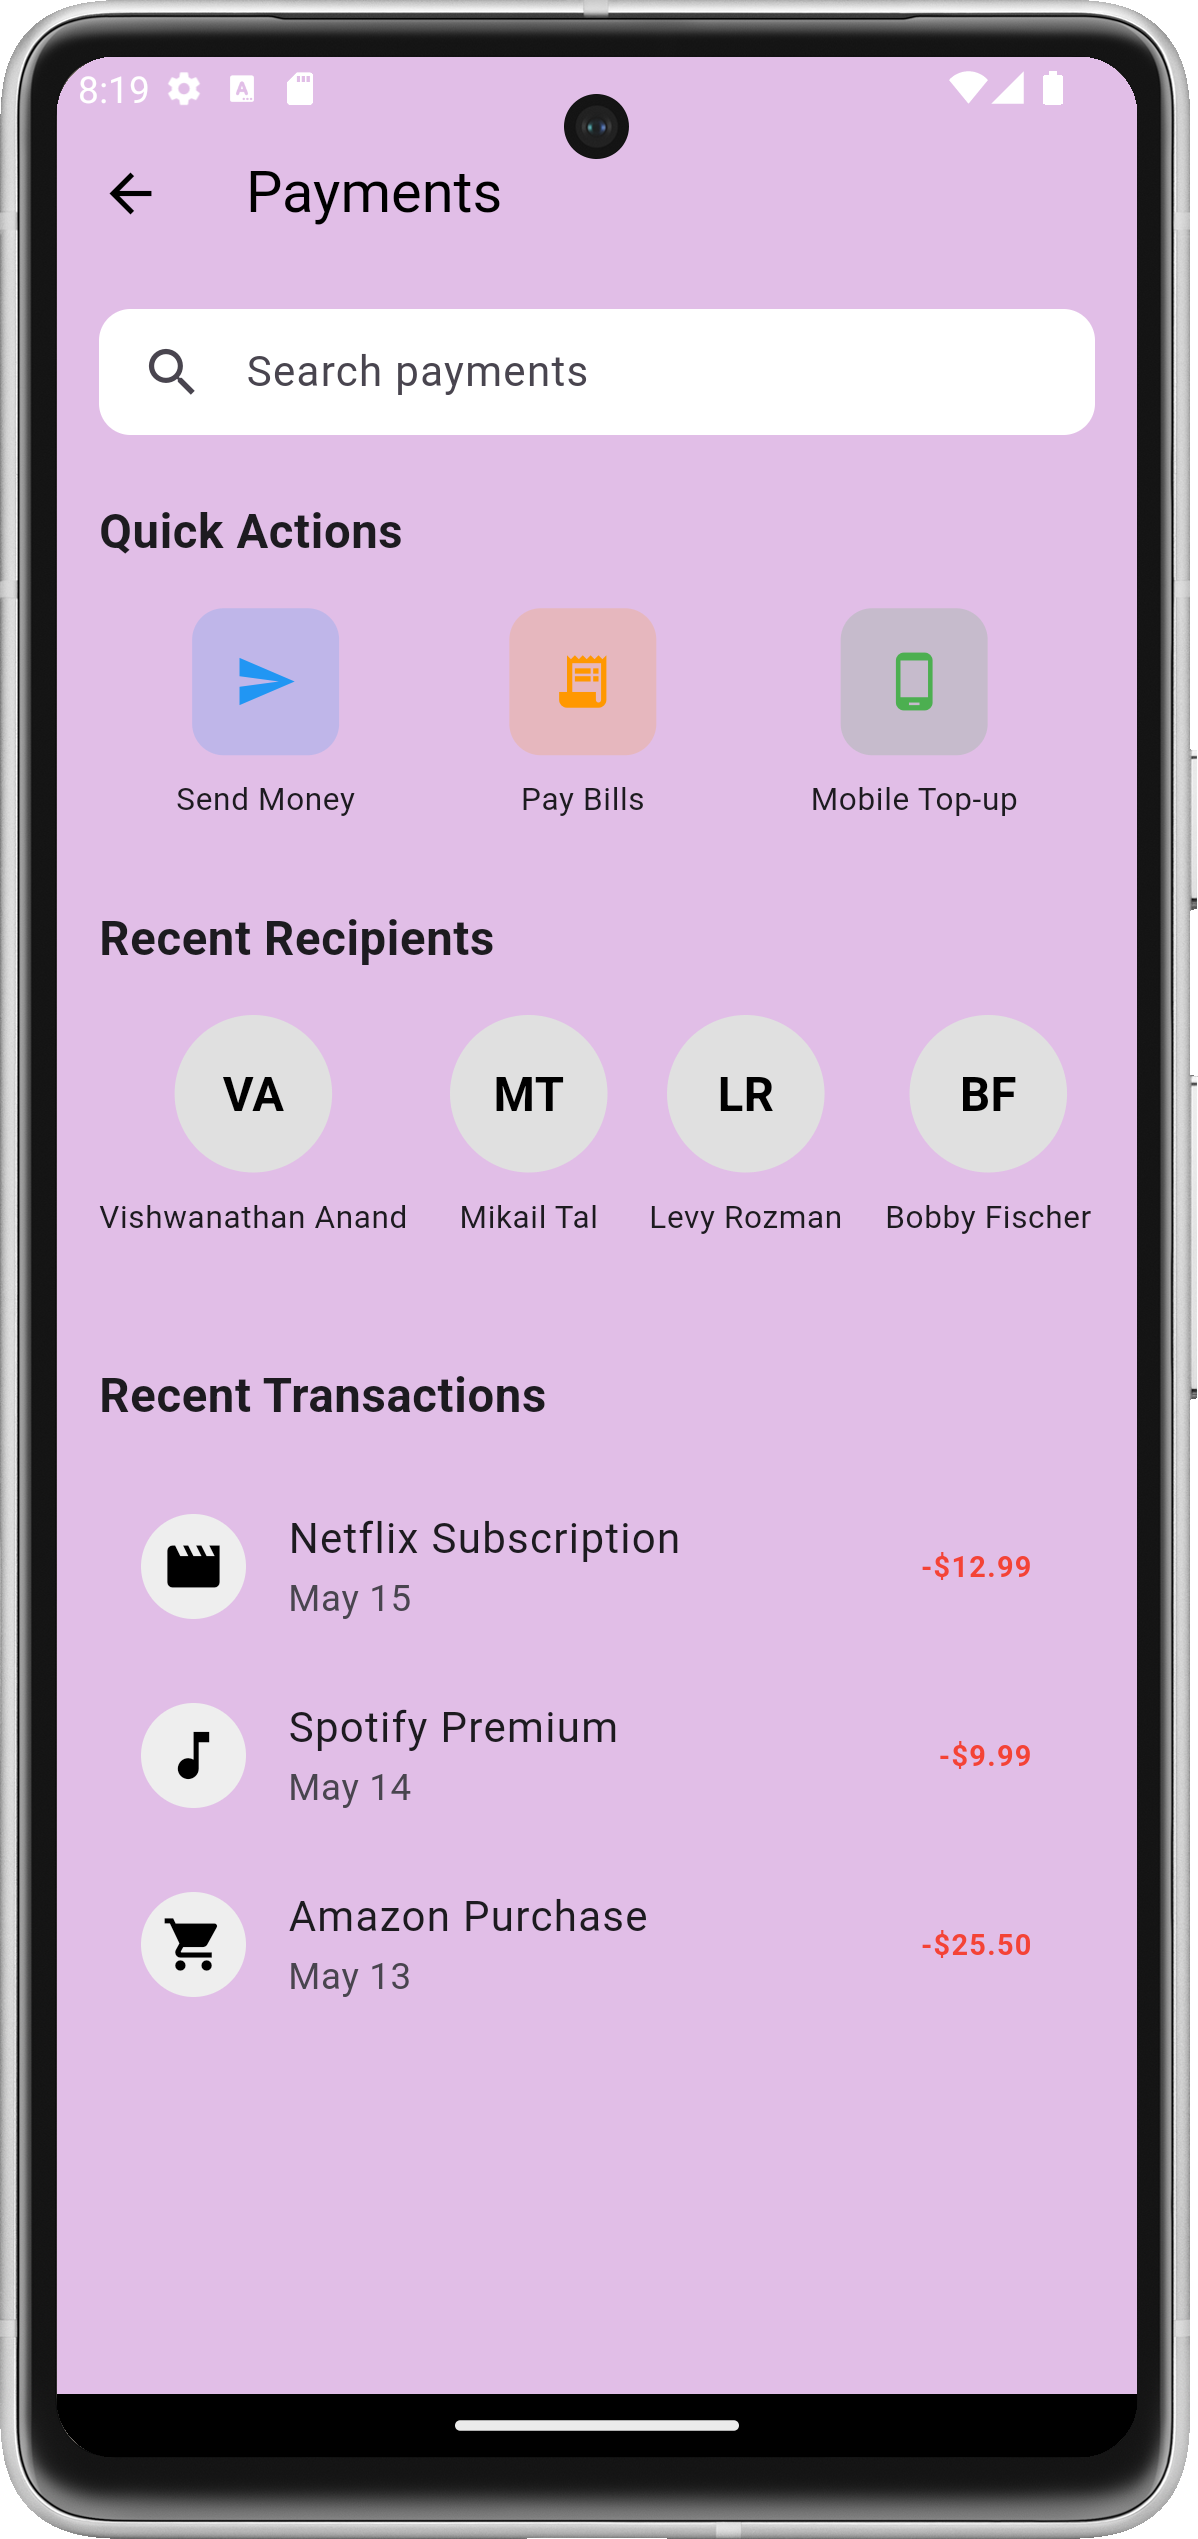 8:19
Payments
Search payments
Quick Actions
Send Money Pay Bills Mobile Top-up
Recent Recipients
VA MT LR BF
Vishwanathan Anand Mikail Tal Levy Rozman Bobby Fischer
Recent Transactions
Netflix Subscription
May 15
-$12.99
Spotify Premium
May 14
-$9.99
Amazon Purchase
May 13
-$25.50